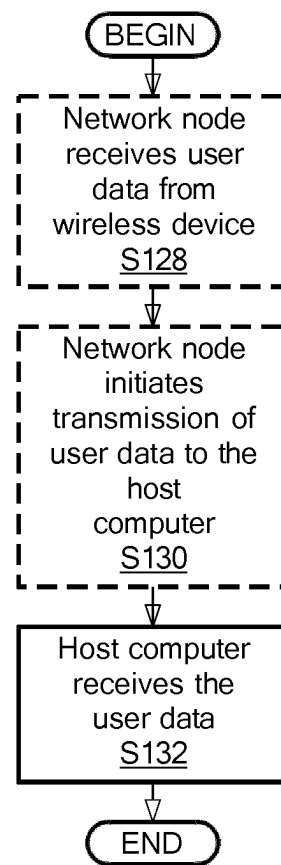 BEGIN
Network node
receives user
data from
wireless device
S128
Network node
initiates
transmission of
user data to the
host
computer
S130
Host computer
receives the
user data
S132
END